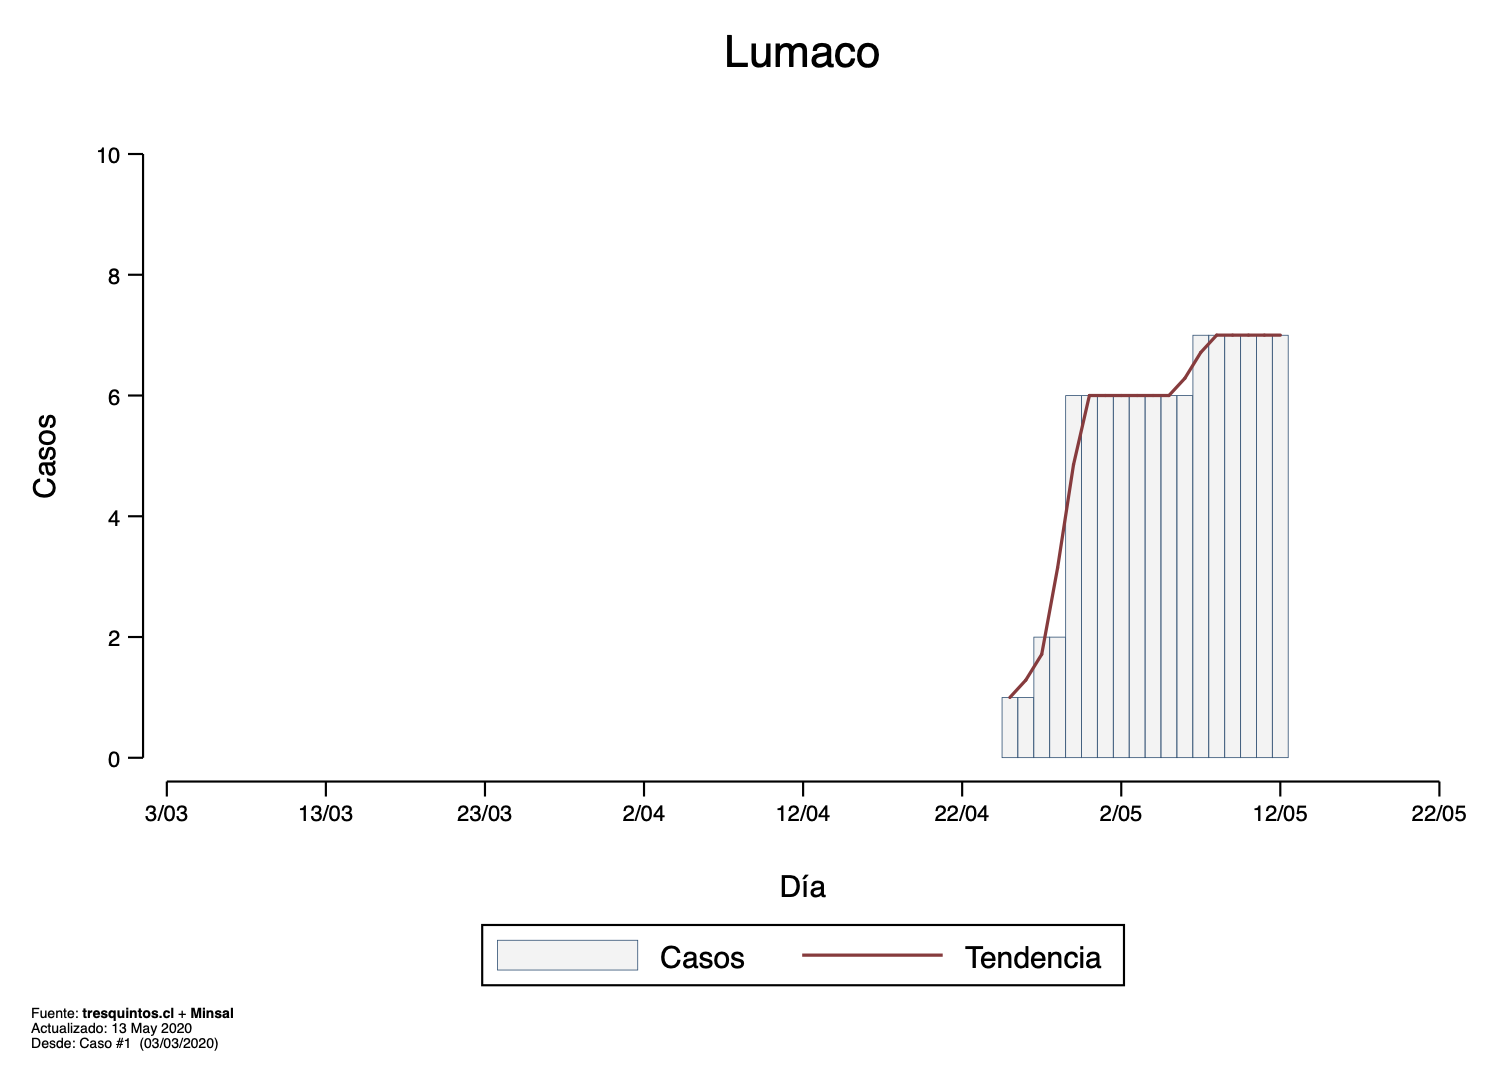 Lumaco
10
8
6
4
2
0
Casos
3/03 13/03 23/03 2/04 12/04 22/04 2/05 12/05 22/05
Día
Casos Tendencia
Fuente: tresquintos.cl + Minsal
Actualizado: 13 May 2020
Desde: Caso #1 (03/03/2020)